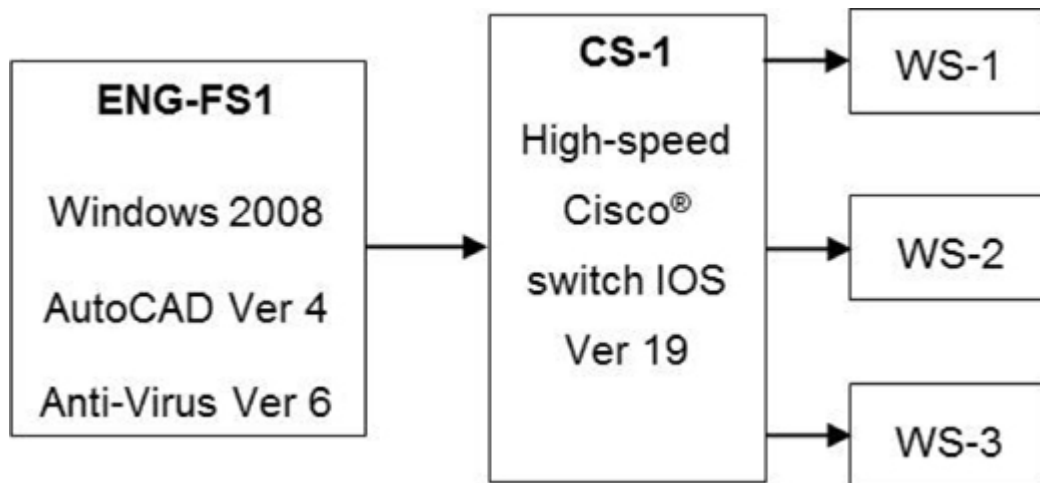 ENG-FS1
Windows 2008
AutoCAD Ver 4
Anti-Virus Ver 6
CS-1
High-speed
Cisco®
switch IOS
Ver 19
WS-1
WS-2
WS-3